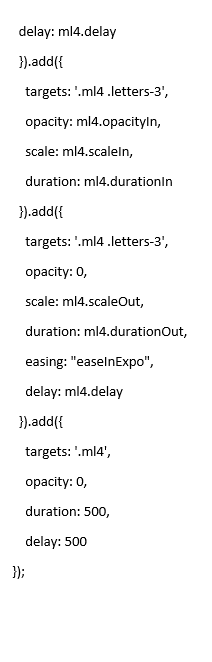 delay: ml4.delay
}).add({
targets: '.ml4 .letters-3',
opacity: ml4.opacityIn,
scale: ml4.scaleIn,
duration: ml4.durationIn
}).add({
targets: '.ml4 .letters-3',
opacity: 0,
scale: ml4.scaleOut,
duration: ml4.durationOut,
easing: "easeInExpo",
delay: ml4.delay
}).add({
targets: '.ml4',
opacity: 0,
duration: 500,
delay: 500
});